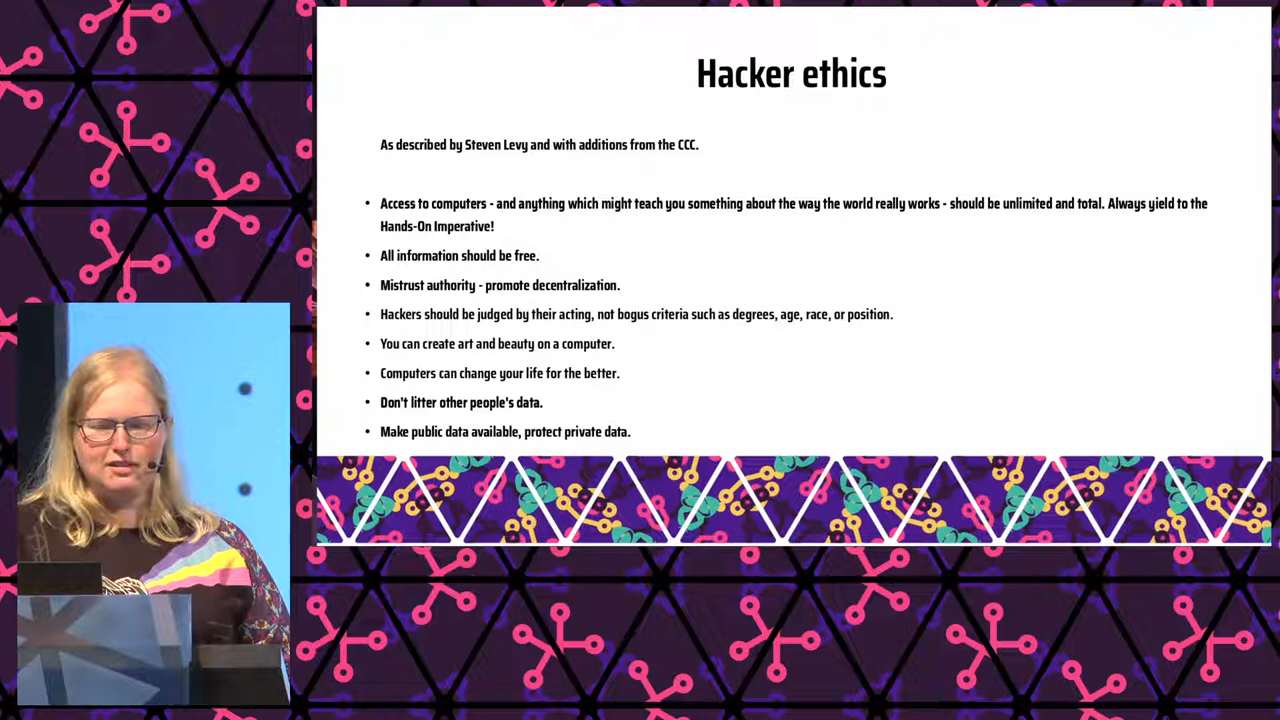 Hacker ethics
As described by Steven Levy and with additions from the CCC.
• Access to computers - and anything which might teach you something about the way the world really works - should be unlimited and total. Always yield to the
Hands-On Imperative!
• All information should be free.
• Mistrust authority - promote decentralization.
• Hackers should be judged by their acting, not bogus criteria such as degrees, age, race, or position.
• You can create art and beauty on a computer.
• Computers can change your life for the better.
• Don't litter other people's data.
• Make public data available, protect private data.